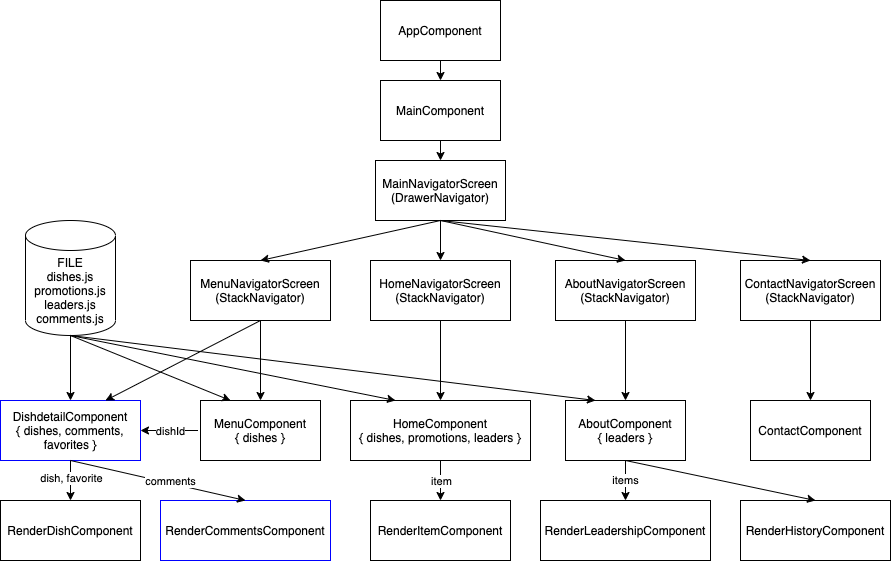 AppComponent
MainComponent
MainNavigatorScreen
(DrawerNavigator)
FILE
dishes.js
promotions.js
leaders.js
comments.js
MenuNavigatorScreen
(StackNavigator)
HomeNavigatorScreen
(StackNavigator)
AboutNavigatorScreen
(StackNavigator)
ContactNavigatorScreen
(StackNavigator)
DishdetailComponent
{ dishes, comments,
favorites }
dishId
MenuComponent
{ dishes }
HomeComponent
{ dishes, promotions, leaders }
AboutComponent
{ leaders }
ContactComponent
dish, favorite
comments
item
items
RenderDishComponent
RenderCommentsComponent
RenderItemComponent
RenderLeadershipComponent
RenderHistoryComponent